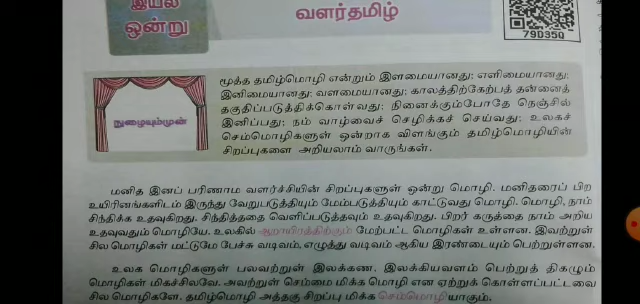 இயல்
ஒன்று
வளர்தமிழ்
790350
மூத்த தமிழ்மொழி என்றும் இளமையானது; எளிமையானது;
இனிமையானது; வளமையானது; காலத்திற்கேற்பத் தன்னைத்
தகுதிப்படுத்திக்கொள்வது; நினைக்கும்போதே நெஞ்சில்
இனிப்பது; நம் வாழ்வைச் செழிக்கச் செய்வது; உலகச்
செம்மொழிகளுள் ஒன்றாக விளங்கும் தமிழ்மொழியின்
சிறப்புகளை அறியலாம் வாருங்கள்.
நுழையும்முன்
மனித இனப் பரிணாம வளர்ச்சியின் சிறப்புகளுள் ஒன்று மொழி. மனிதரைப் பிற
உயிரினங்களிடம் இருந்து வேறுபடுத்தியும் மேம்படுத்தியும் காட்டுவது மொழி. மொழி, நாம்
சிந்திக்க உதவுகிறது. சிந்தித்ததை வெளிப்படுத்தவும் உதவுகிறது. பிறர் கருத்தை நாம் அறிய
உதவுவதும் மொழியே. உலகில் ஆறாயிரத்திற்கும் மேற்பட்ட மொழிகள் உள்ளன. இவற்றுள்
சில மொழிகள் மட்டுமே பேச்சு வடிவம், எழுத்து வடிவம் ஆகிய இரண்டையும் பெற்றுள்ளன.
உலக மொழிகளுள் பலவற்றுள் இலக்கண, இலக்கியவளம் பெற்றுத் திகழும்
மொழிகள் மிகச்சிலவே. அவற்றுள் செம்மை மிக்க மொழி என ஏற்றுக் கொள்ளப்பட்டவை
சில மொழிகளே. தமிழ்மொழி அத்தகு சிறப்பு மிக்க செம்மொழியாகும்.